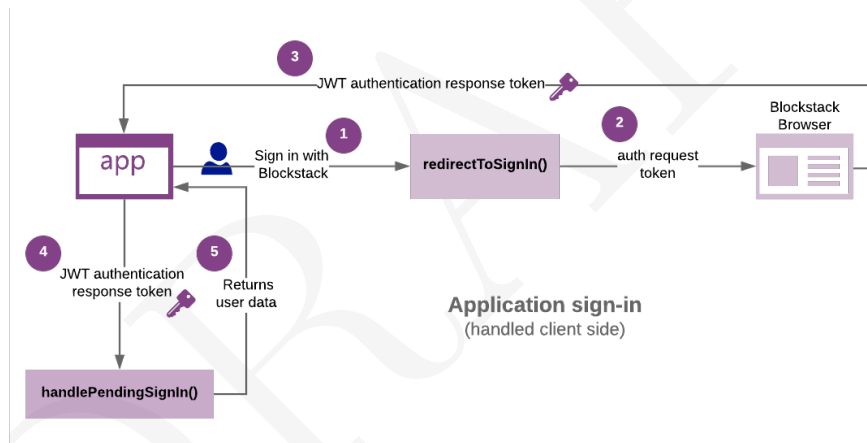 3
JWT authentication response token
Blockstack
Browser
1
2
app
Sign in with
Blockstack
redirectToSignIn()
auth request
token
4
5
JWT authentication
response token
Returns
user data
Application sign-in
(handled client side)
handlePendingSignIn()
DRAF